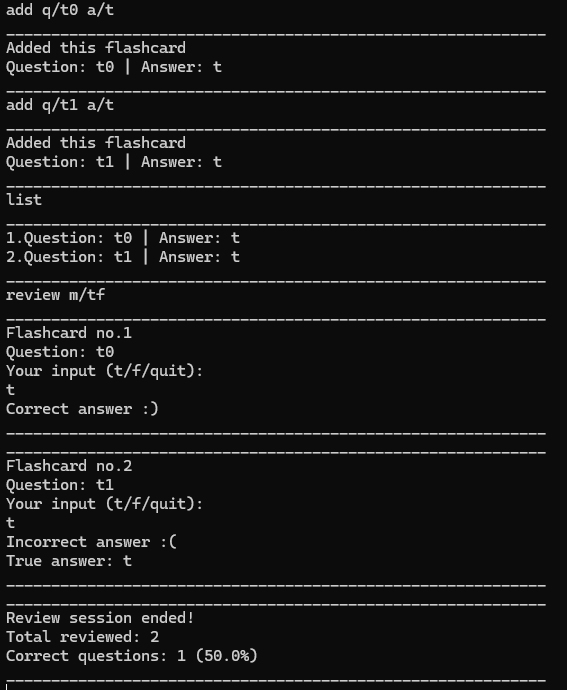 add q/t0 a/t
____________________________________________________________
Added this flashcard
Question: t0 | Answer: t
____________________________________________________________
add q/t1 a/t
____________________________________________________________
Added this flashcard
Question: t1 | Answer: t
____________________________________________________________
list
____________________________________________________________
1.Question: t0 | Answer: t
2.Question: t1 | Answer: t
____________________________________________________________
review m/tf
____________________________________________________________
Flashcard no.1
Question: t0
Your input (t/f/quit):
t
Correct answer :)
____________________________________________________________
____________________________________________________________
Flashcard no.2
Question: t1
Your input (t/f/quit):
t
Incorrect answer :(
True answer: t
____________________________________________________________
____________________________________________________________
Review session ended!
Total reviewed: 2
Correct questions: 1 (50.0%)
____________________________________________________________